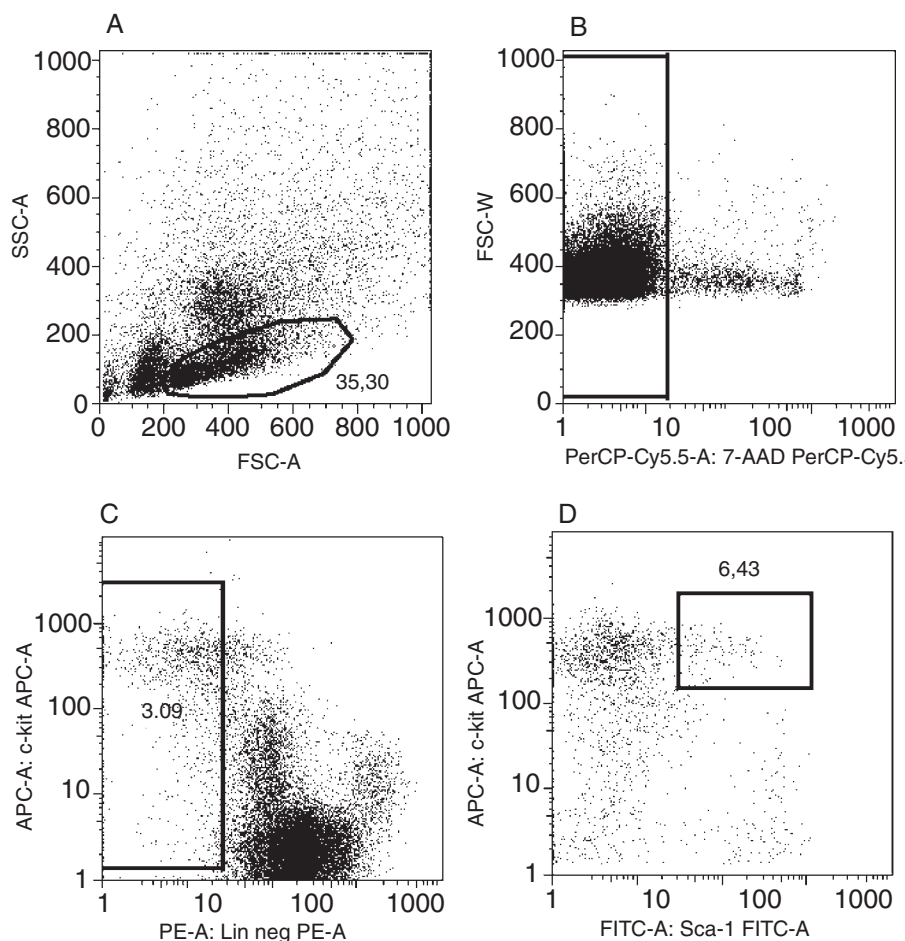 A
1000
800
600
400
200
0
SSC-A
35,30
0 200 400 600 800 1000
FSC-A
B
1000
800
600
400
200
0
FSC-W
1 10 100 1000
PerCP-Cy5.5-A: 7-AAD PerCP-Cy5.
C
1000
100
10
1
APC-A: c-kit APC-A
3.09
1 10 100 1000
PE-A: Lin neg PE-A
D
1000
100
10
1
APC-A: c-kit APC-A
6,43
1 10 100 1000
FITC-A: Sca-1 FITC-A